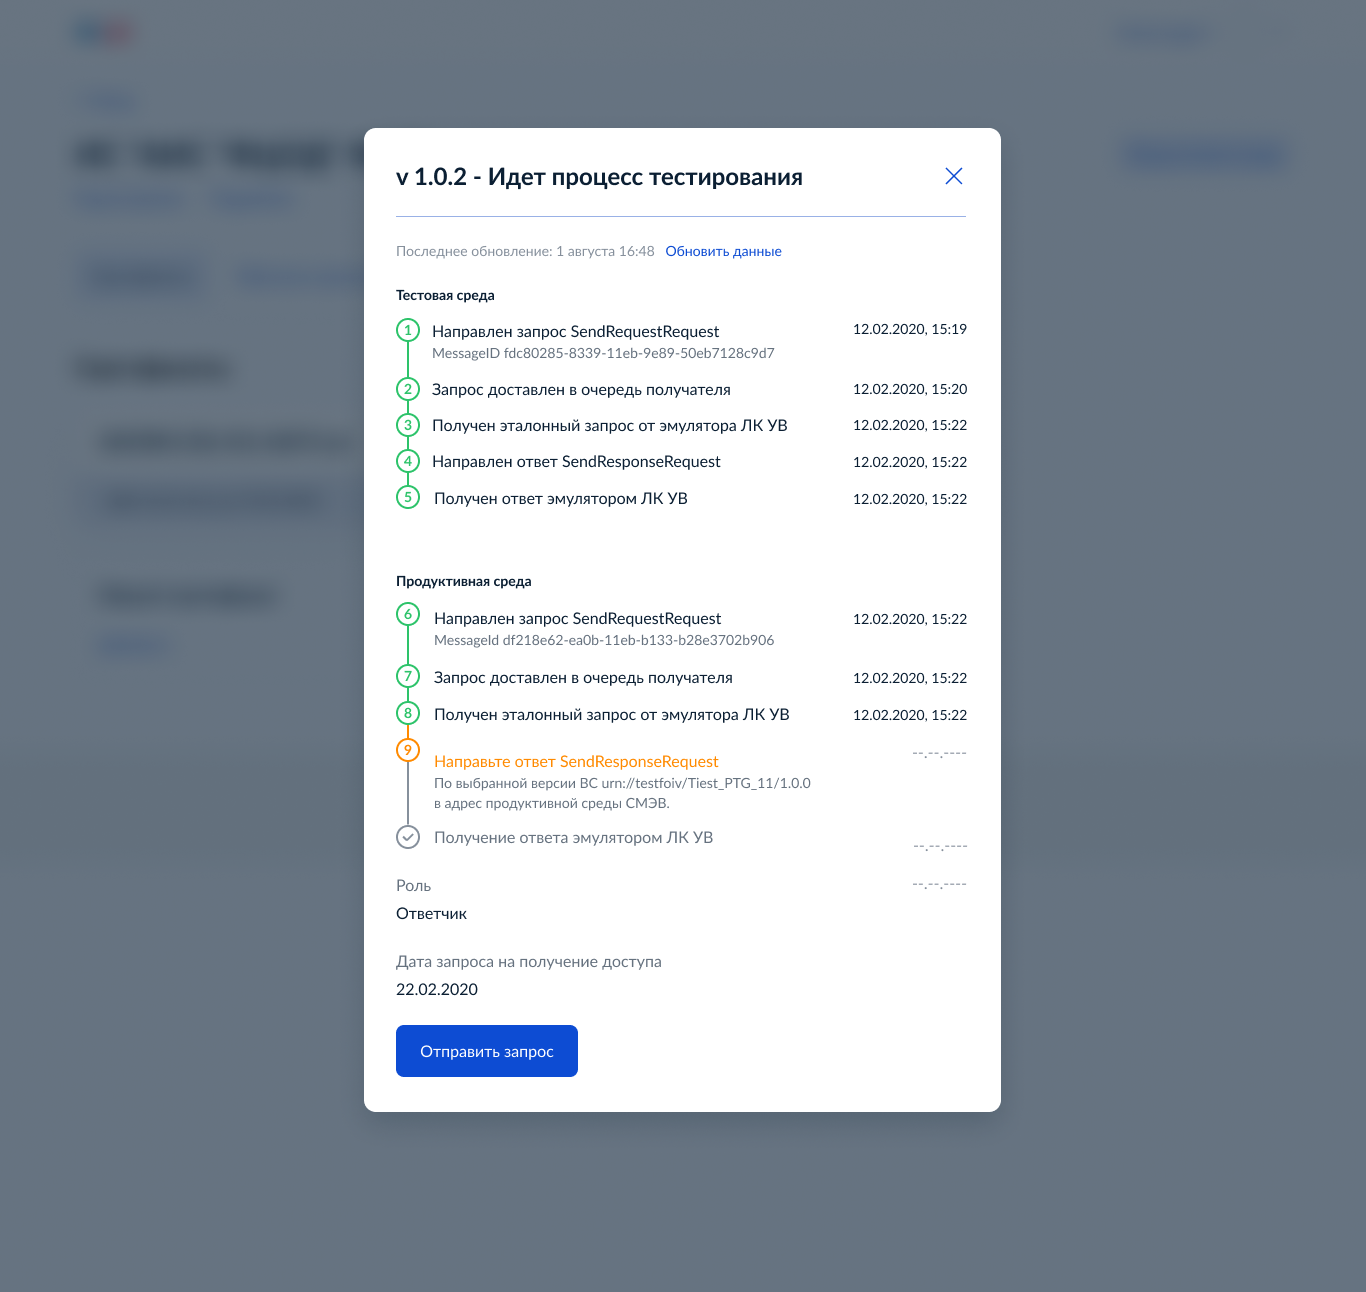 v 1.0.2 - Идет процесс тестирования
Последнее обновление: 1 августа 16:48 Обновить данные
Тестовая среда
1 Направлен запрос SendRequestRequest 12.02.2020, 15:19
MessageID fdc80285-8339-11eb-9e89-50eb7128c9d7
2 Запрос доставлен в очередь получателя 12.02.2020, 15:20
3 Получен эталонный запрос от эмулятора ЛК УВ 12.02.2020, 15:22
4 Направлен ответ SendResponseRequest 12.02.2020, 15:22
5 Получен ответ эмулятором ЛК УВ 12.02.2020, 15:22
Продуктивная среда
6 Направлен запрос SendRequestRequest 12.02.2020, 15:22
MessageId df218e62-ea0b-11eb-b133-b28e3702b906
7 Запрос доставлен в очередь получателя 12.02.2020, 15:22
8 Получен эталонный запрос от эмулятора ЛК УВ 12.02.2020, 15:22
9 Направьте ответ SendResponseRequest --.--.----
По выбранной версии ВС urn://testfoiv/Tiest_PTG_11/1.0.0
в адрес продуктивной среды СМЭВ.
Получение ответа эмулятором ЛК УВ --.--.----
Роль --.--.----
Ответчик
Дата запроса на получение доступа
22.02.2020
Отправить запрос